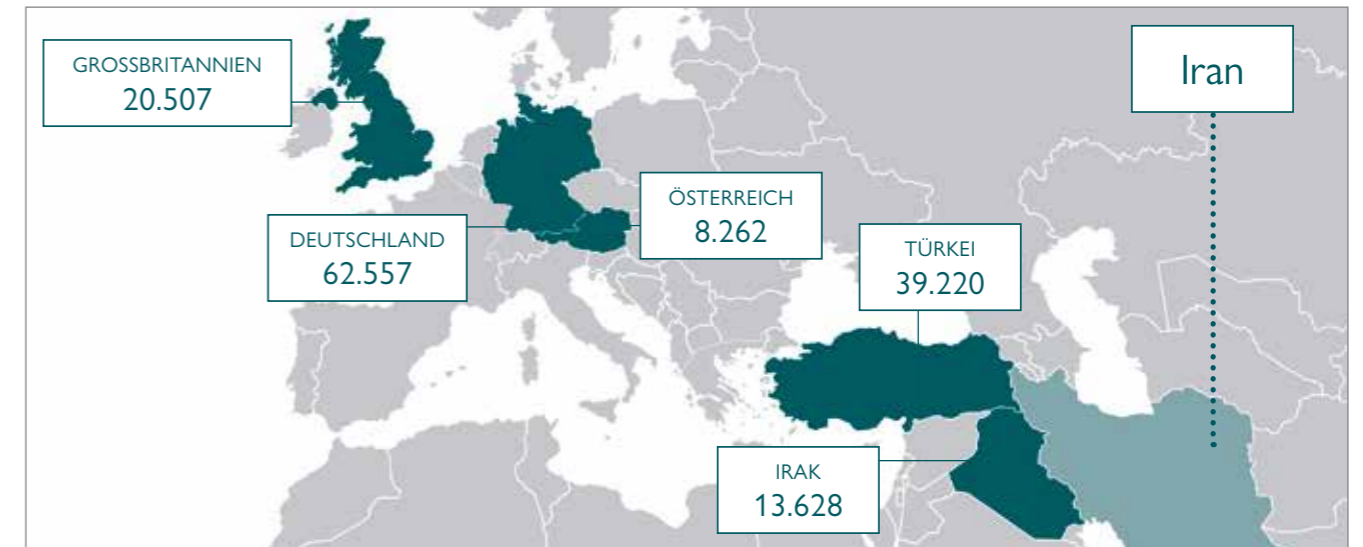 GROSSBRITANNIEN
20.507
Iran
ÖSTERREICH
8.262
DEUTSCHLAND
62.557
TÜRKEI
39.220
IRAK
13.628